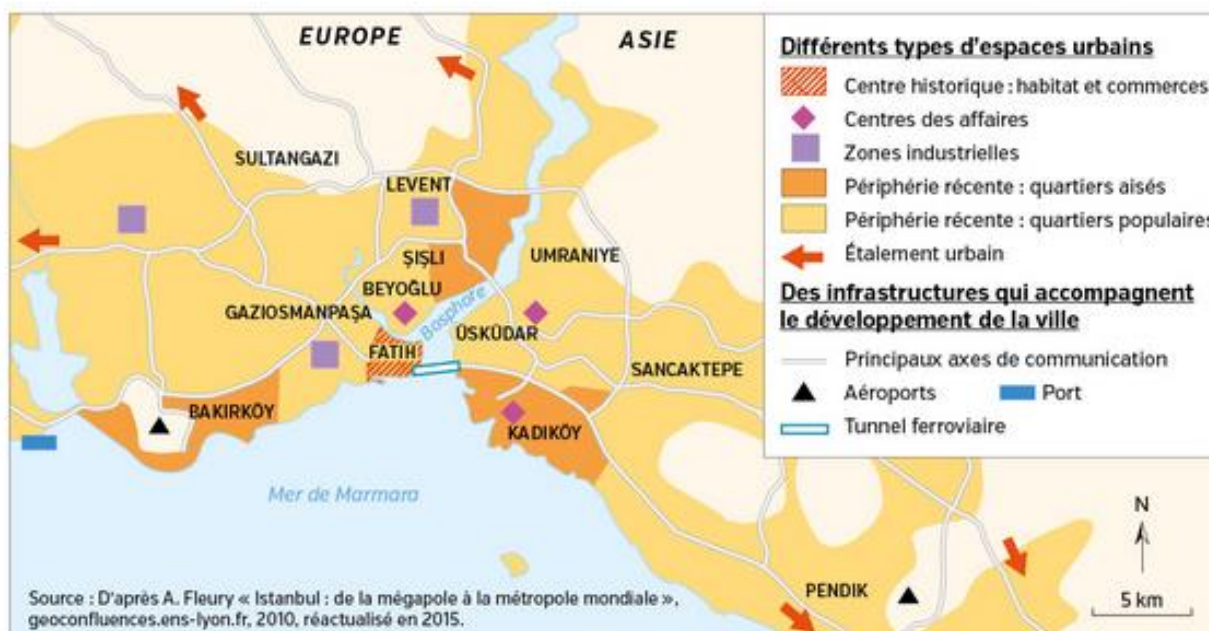 EUROPE
ASIE
SULTANGAZI
LEVENT
ŞIŞLI
UMRANIYE
BEYOĞLU
GAZIOSMANPAŞA
Bosphore
ÜSKÜDAR
FATIH
SANCAKTEPE
BAKIRKÖY
KADIKÖY
Mer de Marmara
PENDIK
Source : D'après A. Fleury « Istanbul : de la mégapole à la métropole mondiale »,
geoconfluences.ens-lyon.fr, 2010, réactualisé en 2015.
Différents types d'espaces urbains
Centre historique : habitat et commerces
Centres des affaires
Zones industrielles
Périphérie récente : quartiers aisés
Périphérie récente : quartiers populaires
Étalement urbain
Des infrastructures qui accompagnent
le développement de la ville
Principaux axes de communication
Aéroports Port
Tunnel ferroviaire
N
5 km